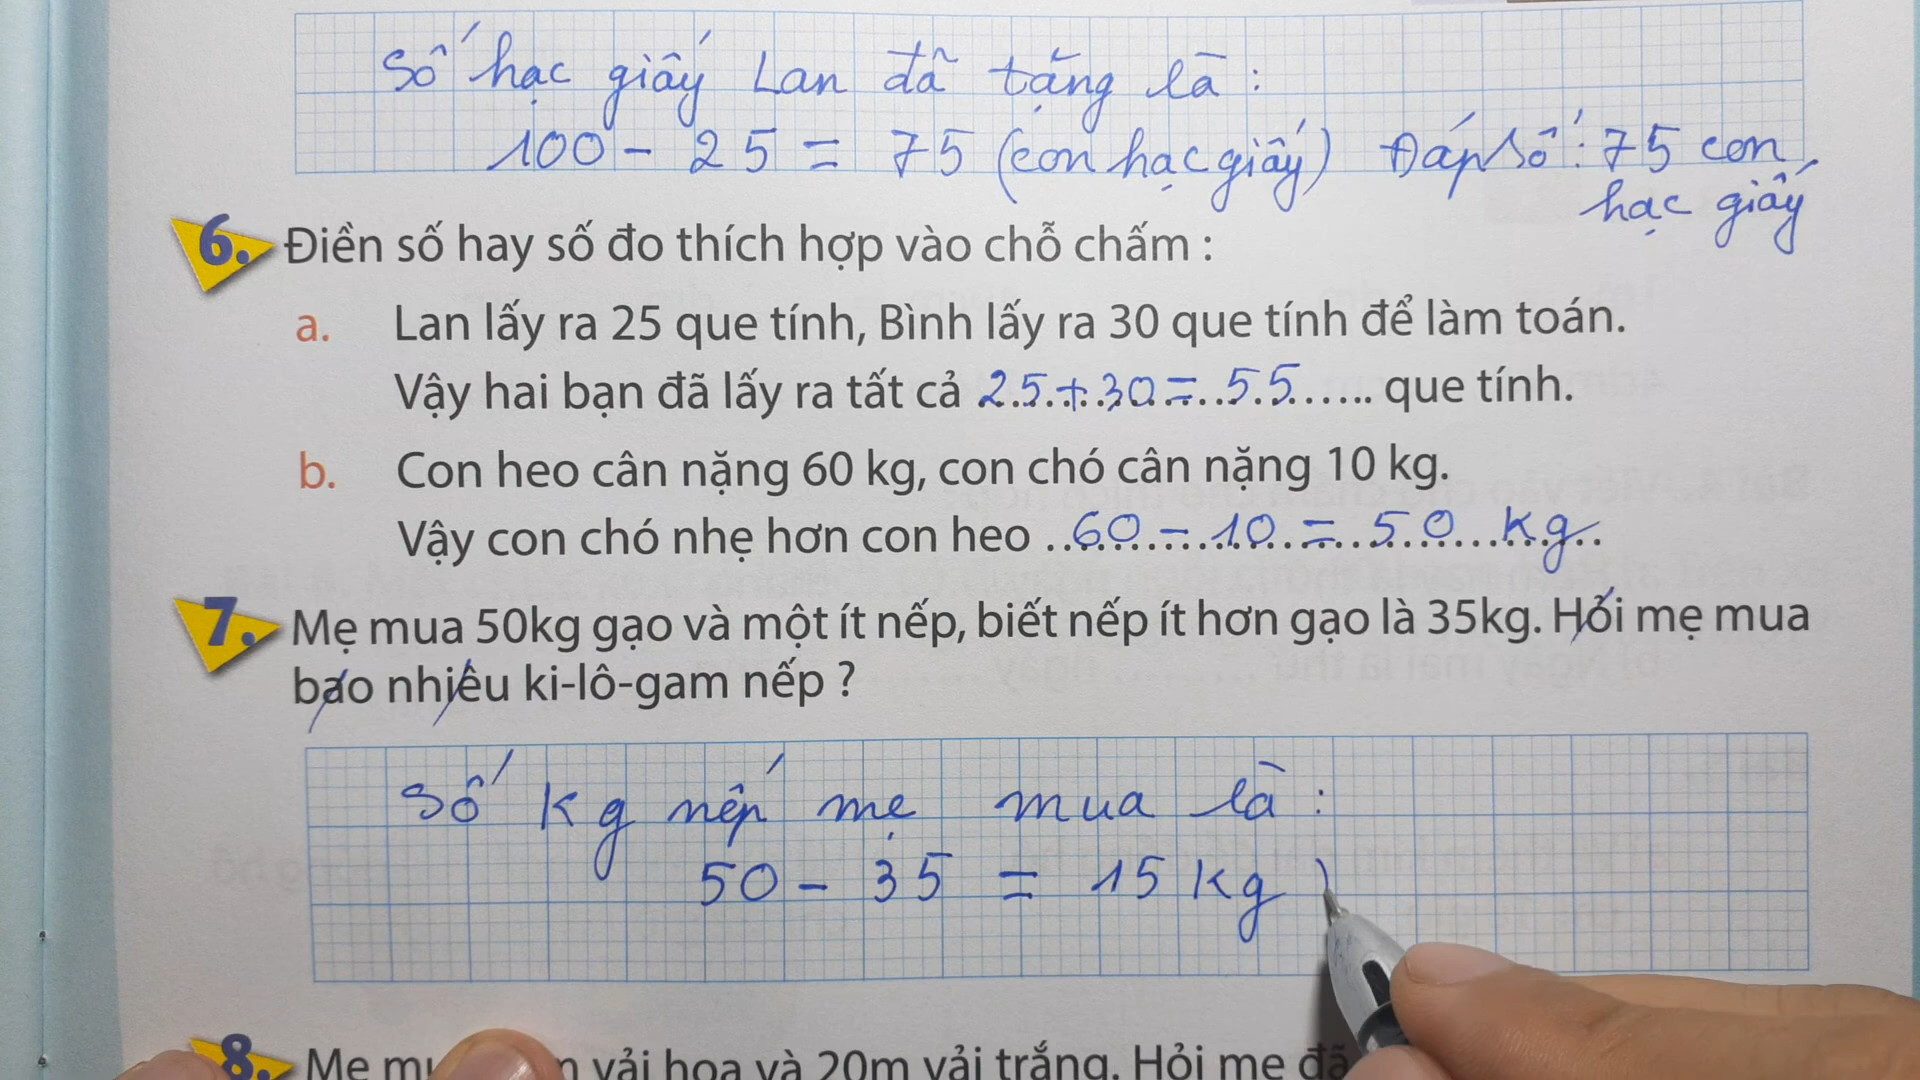 Số hạc giấy Lan đã tặng là :
100 - 25 = 75 (con hạc giấy) Đáp số : 75 con
hạc giấy
6. Điền số hay số đo thích hợp vào chỗ chấm :
a. Lan lấy ra 25 que tính, Bình lấy ra 30 que tính để làm toán.
Vậy hai bạn đã lấy ra tất cả 25 + 30 = 55 ...... que tính.
b. Con heo cân nặng 60 kg, con chó cân nặng 10 kg.
Vậy con chó nhẹ hơn con heo .. 60 - 10 = 50 kg ..
7. Mẹ mua 50kg gạo và một ít nếp, biết nếp ít hơn gạo là 35kg. Hỏi mẹ mua
bao nhiêu ki-lô-gam nếp ?
Số kg nếp mẹ mua là :
50 - 35 = 15 kg )
8. Mẹ vải hoa và 20m vải trắng. Hỏi mẹ đã